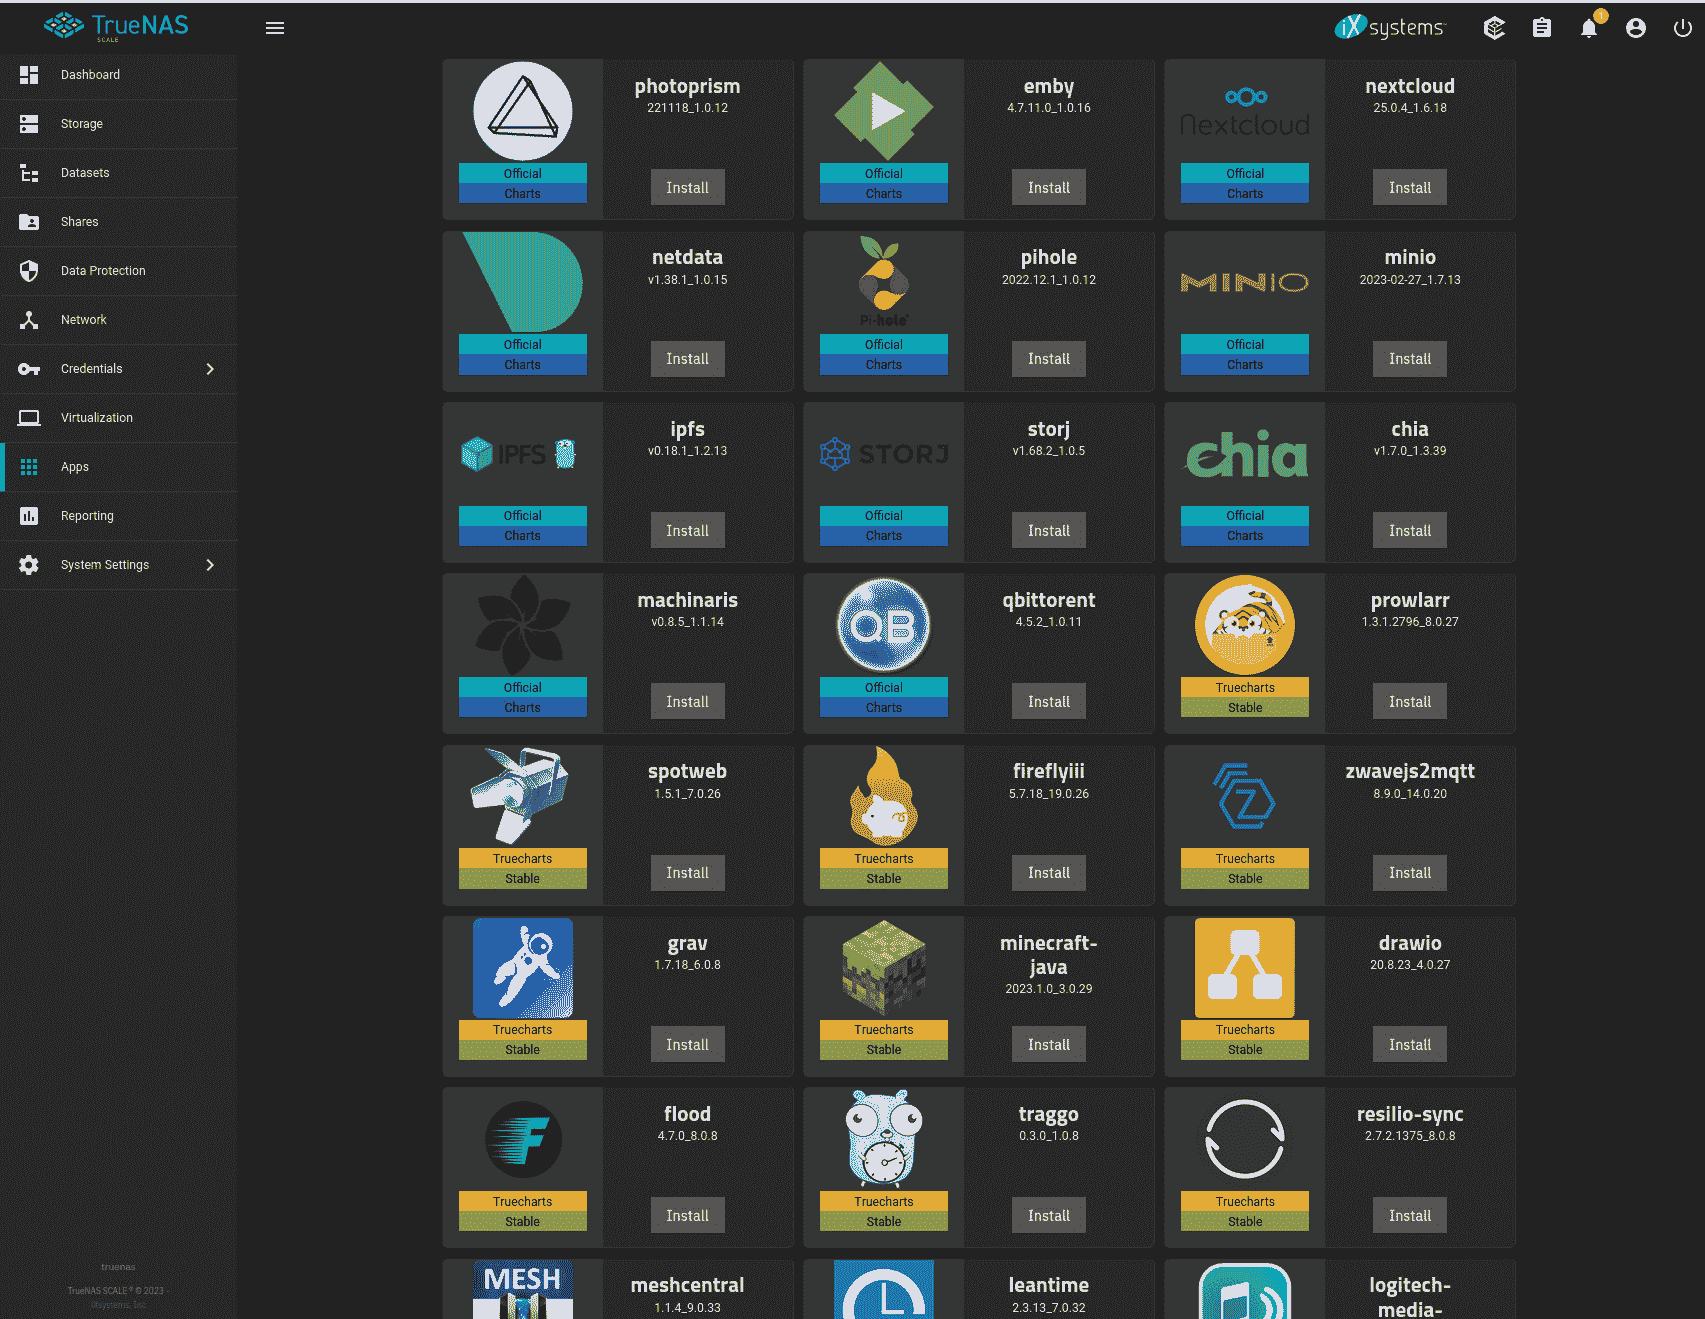 TrueNAS
SCALE
iXsystems
1
Dashboard
Storage
Datasets
Shares
Data Protection
Network
Credentials
Virtualization
Apps
Reporting
System Settings
truenas
TrueNAS SCALE ® © 2023 -
iXsystems, Inc.
photoprism
221118_1.0.12
Official
Charts
Install
emby
4.7.11.0_1.0.16
Official
Charts
Install
Nextcloud
nextcloud
25.0.4_1.6.18
Official
Charts
Install
netdata
v1.38.1_1.0.15
Official
Charts
Install
Pi-hole®
pihole
2022.12.1_1.0.12
Official
Charts
Install
MINIO
minio
2023-02-27_1.7.13
Official
Charts
Install
IPFS
ipfs
v0.18.1_1.2.13
Official
Charts
Install
STORJ
storj
v1.68.2_1.0.5
Official
Charts
Install
chia
chia
v1.7.0_1.3.39
Official
Charts
Install
machinaris
v0.8.5_1.1.14
Official
Charts
Install
QB
qbittorent
4.5.2_1.0.11
Official
Charts
Install
prowlarr
1.3.1.2796_8.0.27
Truecharts
Stable
Install
spotweb
1.5.1_7.0.26
Truecharts
Stable
Install
fireflyiii
5.7.18_19.0.26
Truecharts
Stable
Install
Z
zwavejs2mqtt
8.9.0_14.0.20
Truecharts
Stable
Install
grav
1.7.18_6.0.8
Truecharts
Stable
Install
minecraft-
java
2023.1.0_3.0.29
Truecharts
Stable
Install
drawio
20.8.23_4.0.27
Truecharts
Stable
Install
F
flood
4.7.0_8.0.8
Truecharts
Stable
Install
traggo
0.3.0_1.0.8
Truecharts
Stable
Install
resilio-sync
2.7.2.1375_8.0.8
Truecharts
Stable
Install
MESH
meshcentral
1.1.4_9.0.33
leantime
2.3.13_7.0.32
logitech-
media-